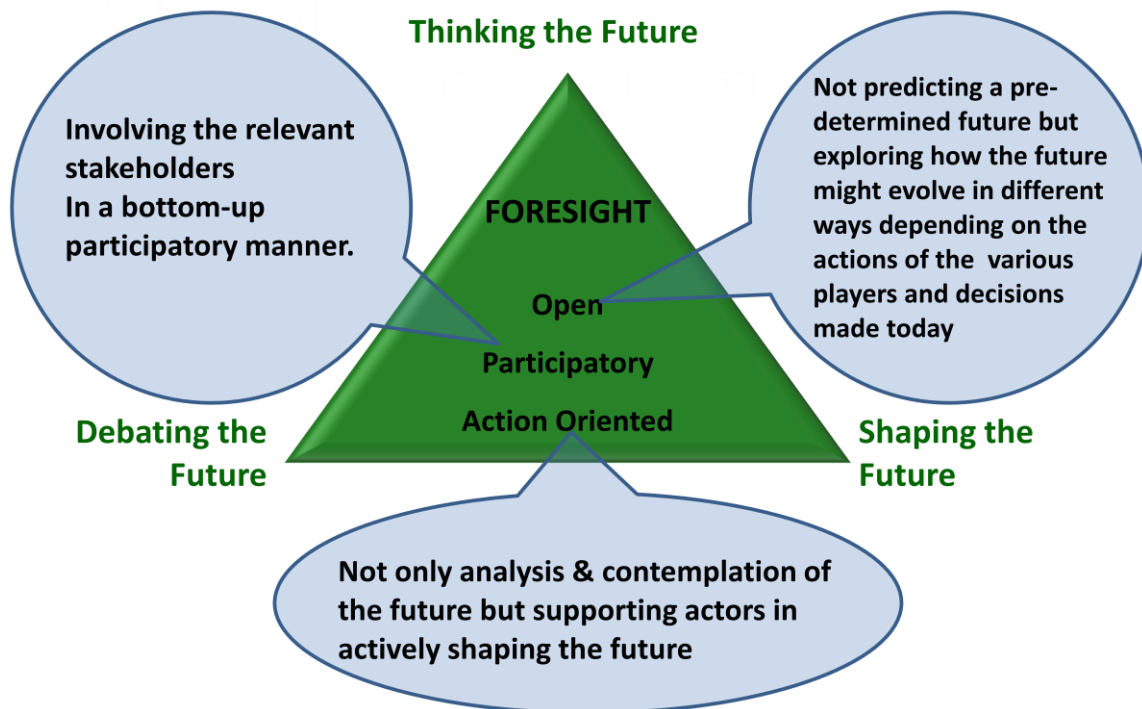 Thinking the Future
Involving the relevant
stakeholders
In a bottom-up
participatory manner.
Not predicting a pre-
determined future but
exploring how the future
might evolve in different
ways depending on the
actions of the various
players and decisions
made today
FORESIGHT
Open
Participatory
Action Oriented
Debating the
Future
Shaping the
Future
Not only analysis & contemplation of
the future but supporting actors in
actively shaping the future